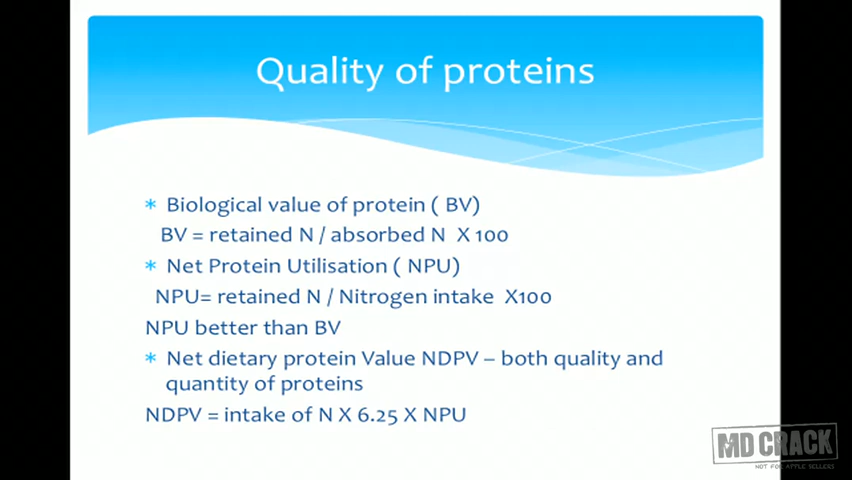 Quality of proteins
* Biological value of protein ( BV)
BV = retained N / absorbed N X 100
* Net Protein Utilisation ( NPU)
NPU= retained N / Nitrogen intake X100
NPU better than BV
* Net dietary protein Value NDPV – both quality and
quantity of proteins
NDPV = intake of N X 6.25 X NPU
MD CRACK
NOT FOR APPLE SELLERS